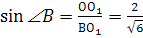 sin ∠B = OO₁/BO₁ = 2/√6